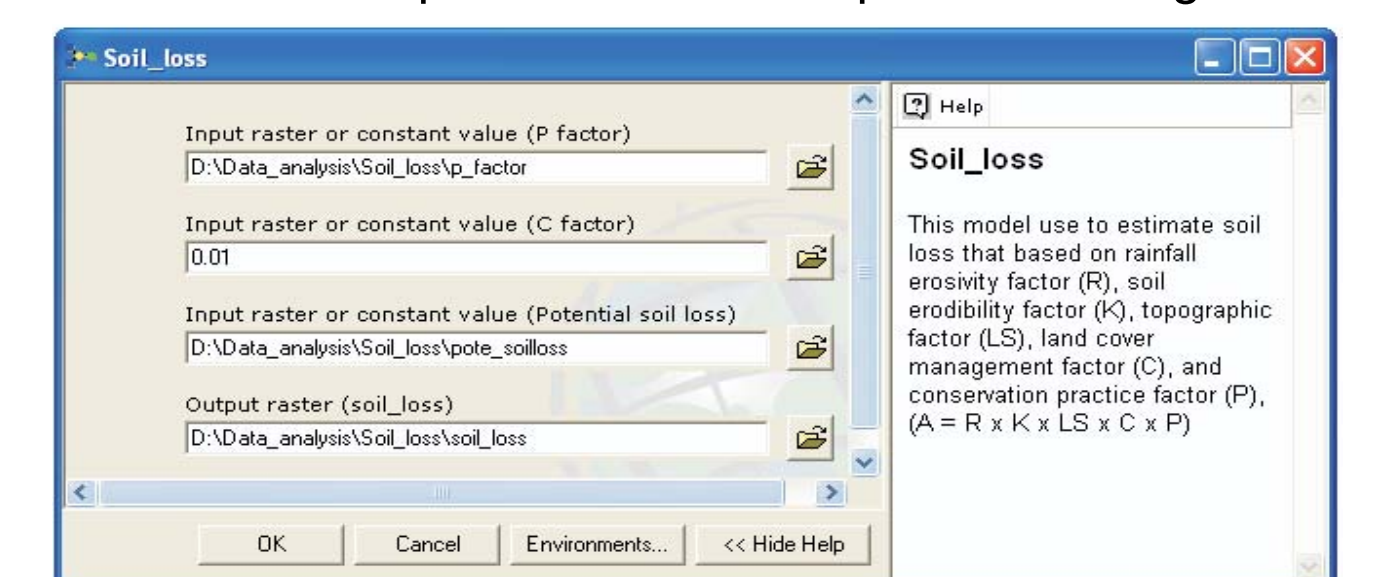 Soil_loss
Input raster or constant value (P factor)
D:\Data_analysis\Soil_loss\p_factor
Input raster or constant value (C factor)
0.01
Input raster or constant value (Potential soil loss)
D:\Data_analysis\Soil_loss\pote_soilloss
Output raster (soil_loss)
D:\Data_analysis\Soil_loss\soil_loss
OK Cancel Environments... << Hide Help
Help
Soil_loss
This model use to estimate soil
loss that based on rainfall
erosivity factor (R), soil
erodibility factor (K), topographic
factor (LS), land cover
management factor (C), and
conservation practice factor (P),
(A = R x K x LS x C x P)